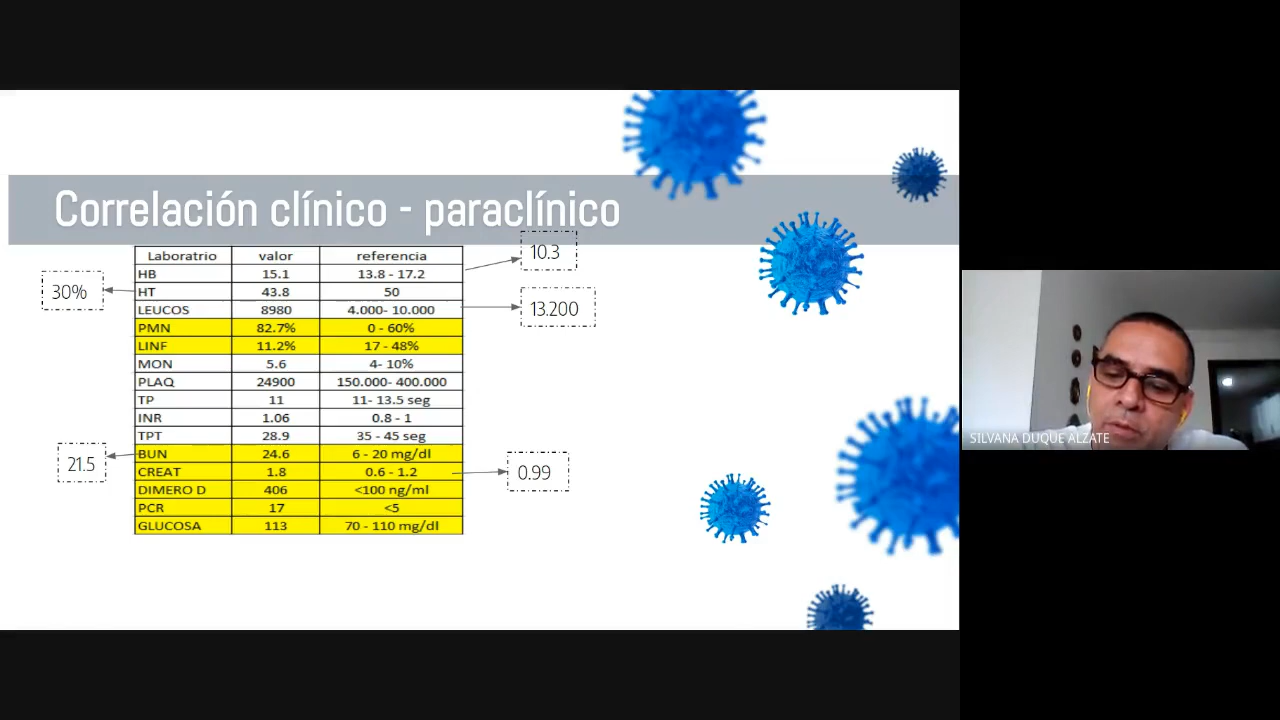 Correlación clínico - paraclínico
10.3
Laboratrio valor referencia
HB 15.1 13.8 - 17.2
30%
HT 43.8 50
LEUCOS 8980 4.000- 10.000
13.200
PMN 82.7% 0 - 60%
LINF 11.2% 17 - 48%
MON 5.6 4- 10%
PLAQ 24900 150.000- 400.000
TP 11 11- 13.5 seg
INR 1.06 0.8 - 1
TPT 28.9 35 - 45 seg
SILVANA DUQUE ALZATE
21.5
BUN 24.6 6 - 20 mg/dl
CREAT 1.8 0.6 - 1.2
0.99
DIMERO D 406 <100 ng/ml
PCR 17 <5
GLUCOSA 113 70 - 110 mg/dl